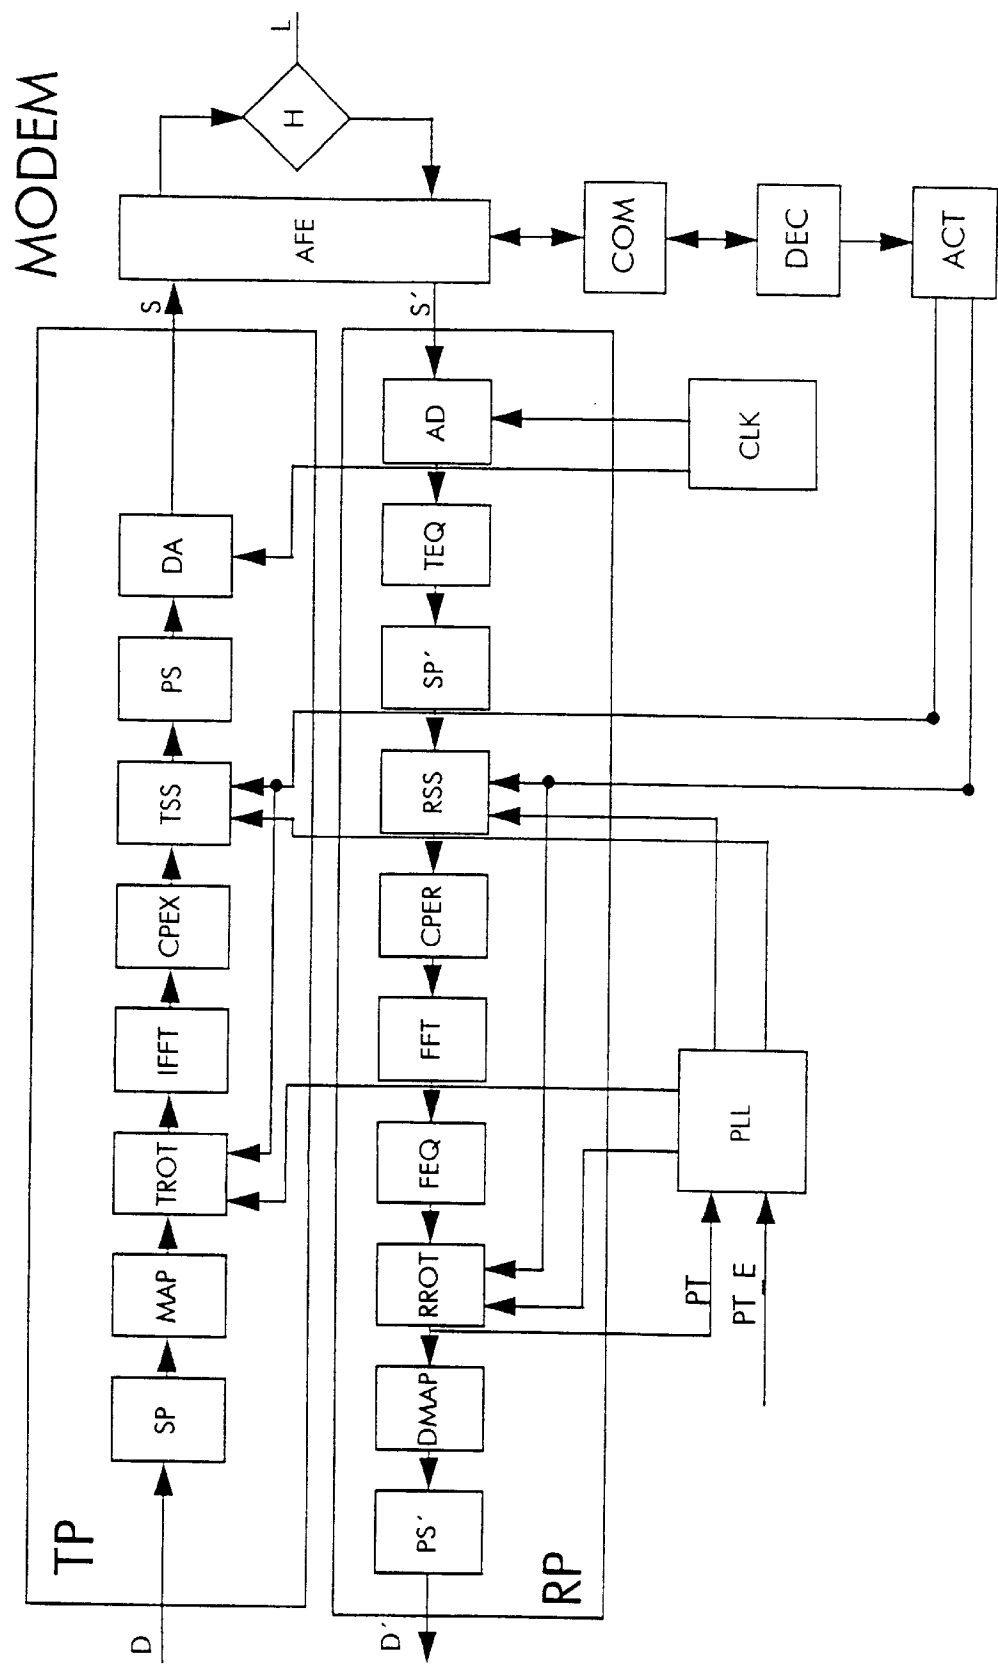 MODEM
TP
D
SP
MAP
TROT
IFFT
CPEX
TSS
PS
DA
S
AFE
H
L
RP
D´
PS´
DMAP
RROT
FEQ
FFT
CPER
RSS
SP´
TEQ
AD
S´
PT
PT_E
PLL
CLK
COM
DEC
ACT